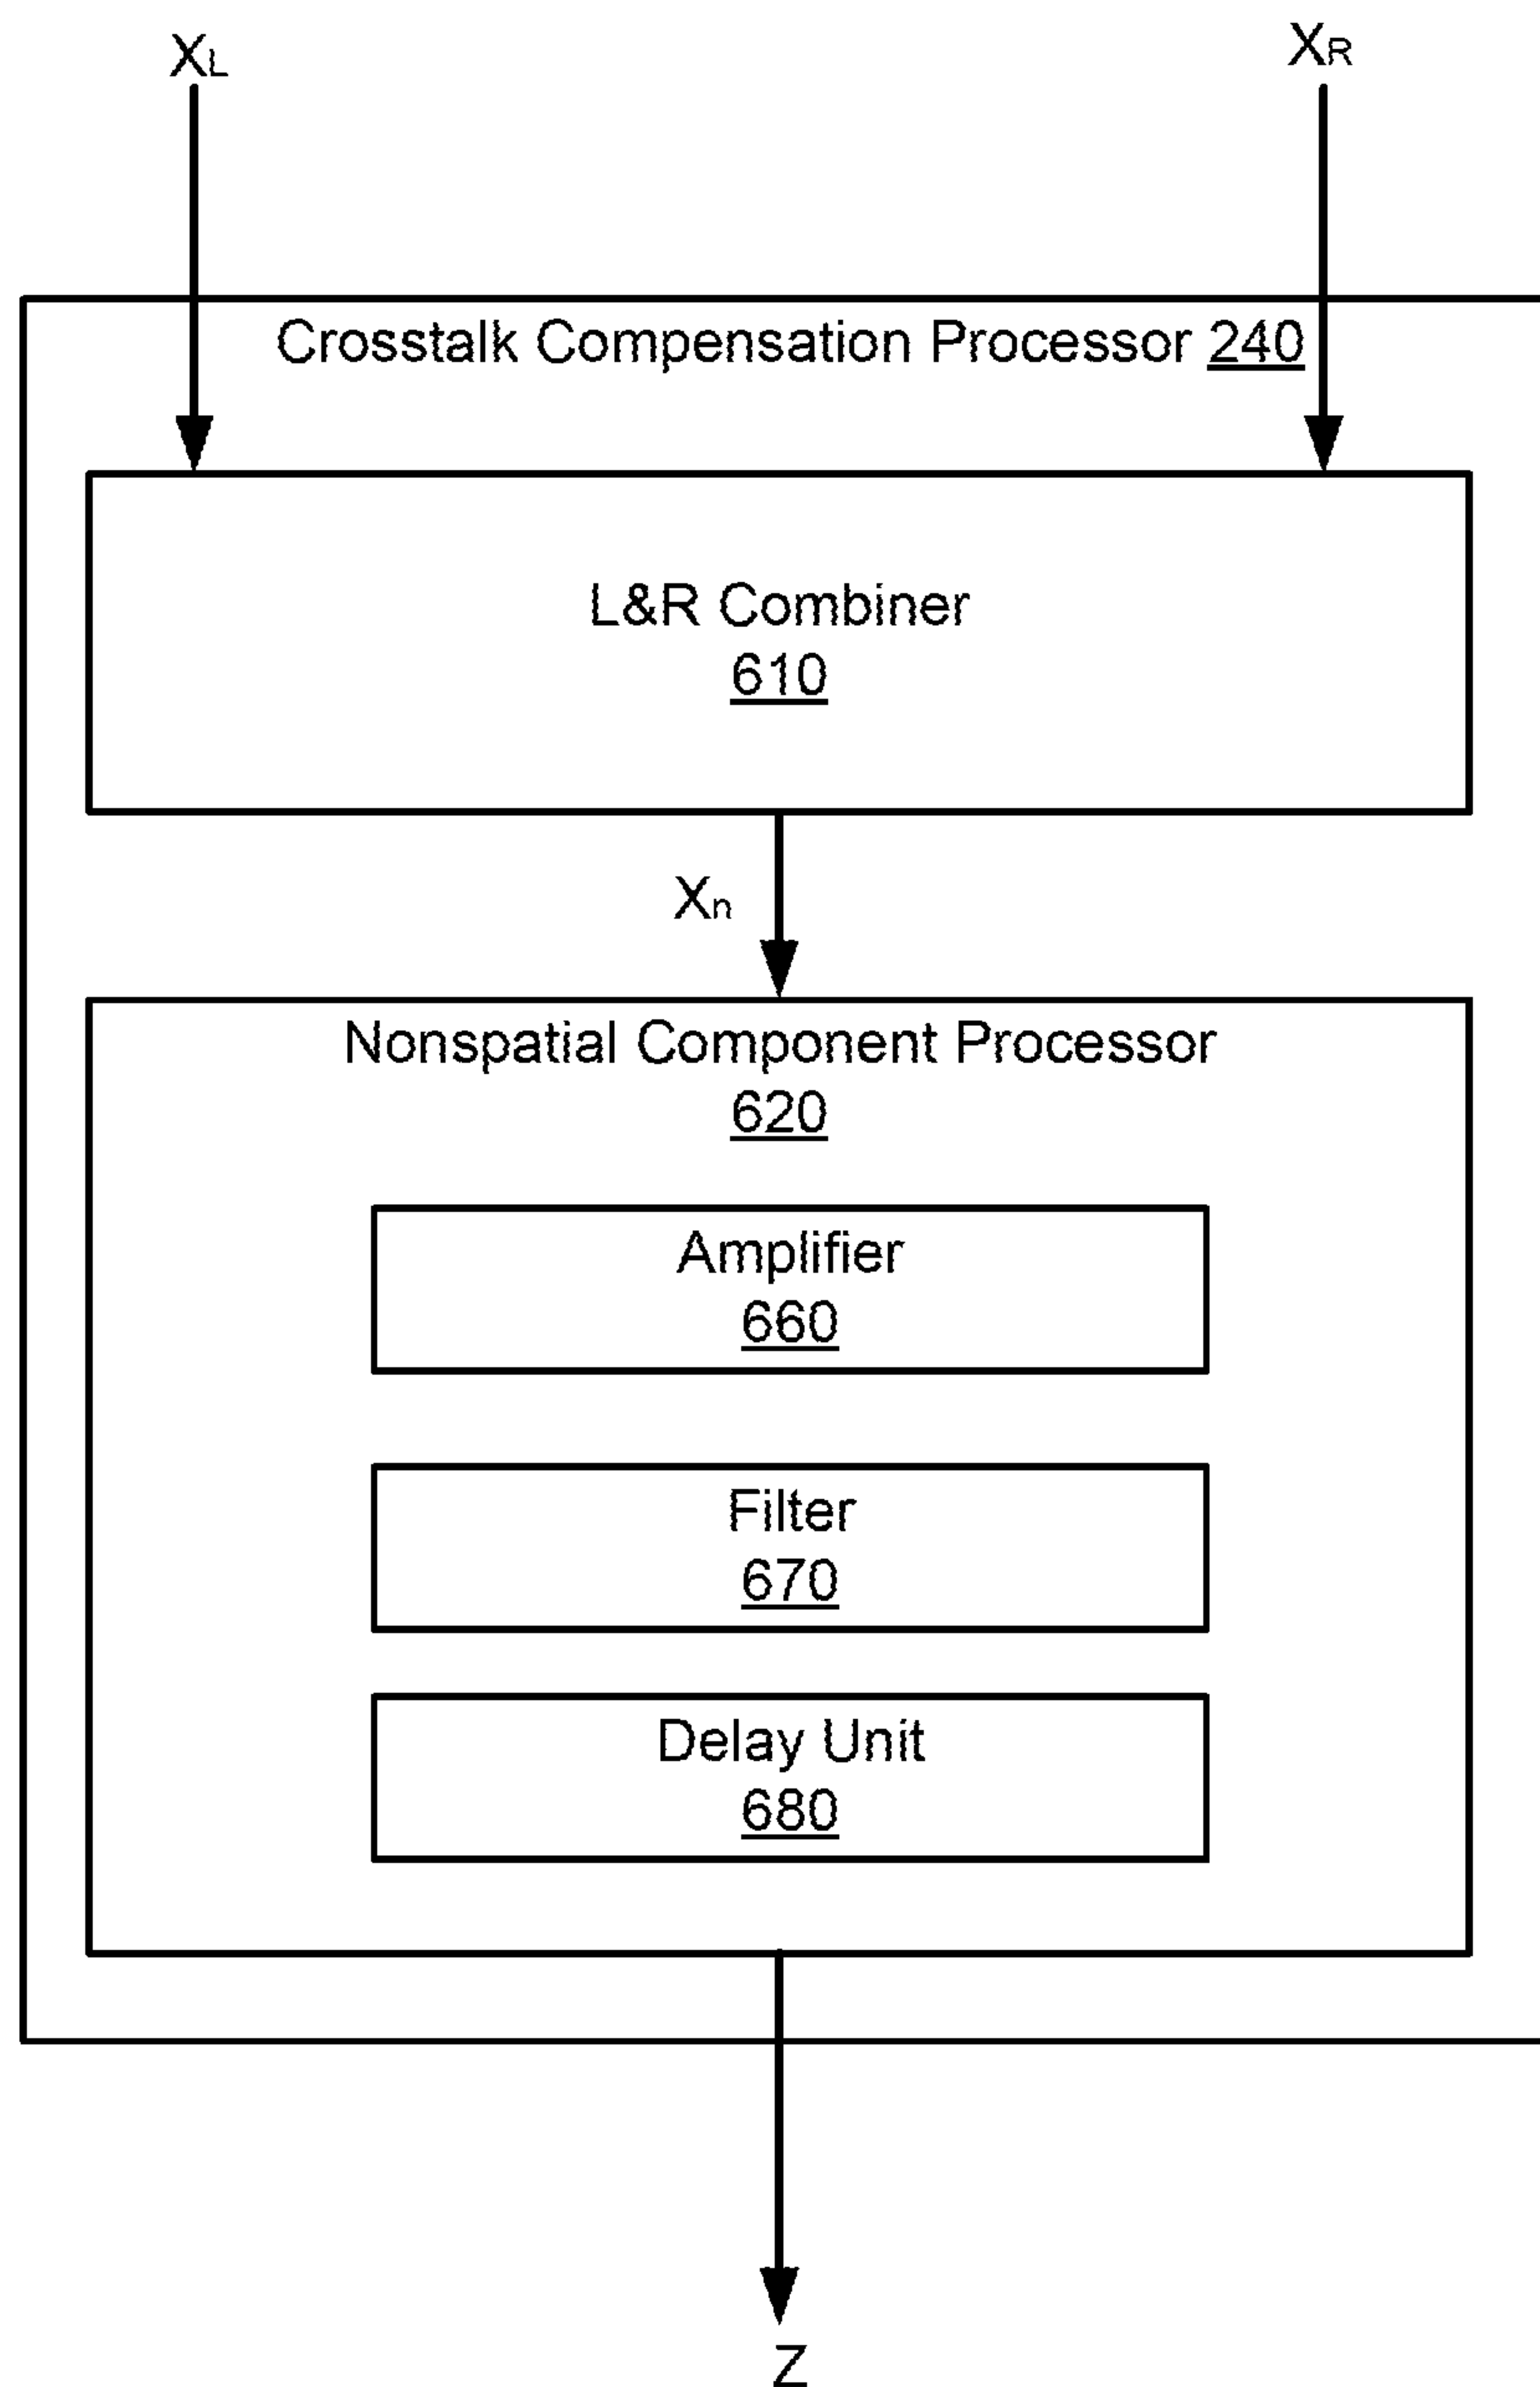 XL
XR
Crosstalk Compensation Processor 240
L&R Combiner
610
Xn
Nonspatial Component Processor
620
Amplifier
660
Filter
670
Delay Unit
680
Z